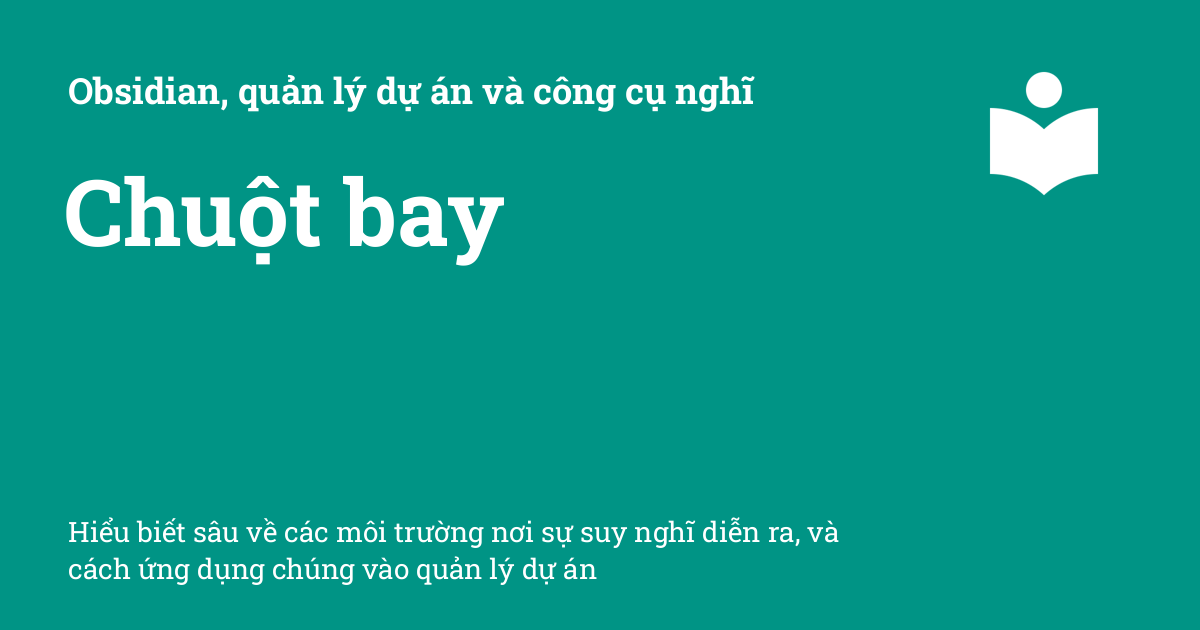 Obsidian, quản lý dự án và công cụ nghĩ
Chuột bay
Hiểu biết sâu về các môi trường nơi sự suy nghĩ diễn ra, và
cách ứng dụng chúng vào quản lý dự án